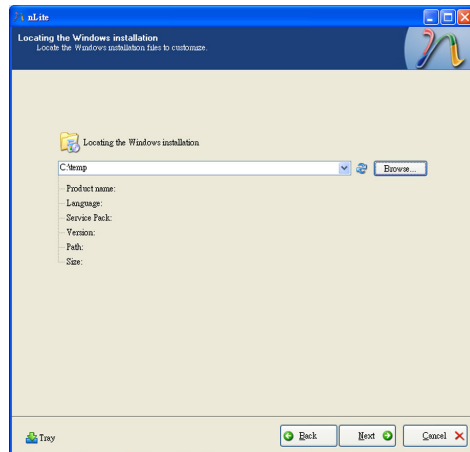 nLite
Locating the Windows installation
Locate the Windows installation files to customize.
Locating the Windows installation
C:\temp
Browse...
Product name:
Language:
Service Pack:
Version:
Path:
Size:
Tray
Back
Next
Cancel